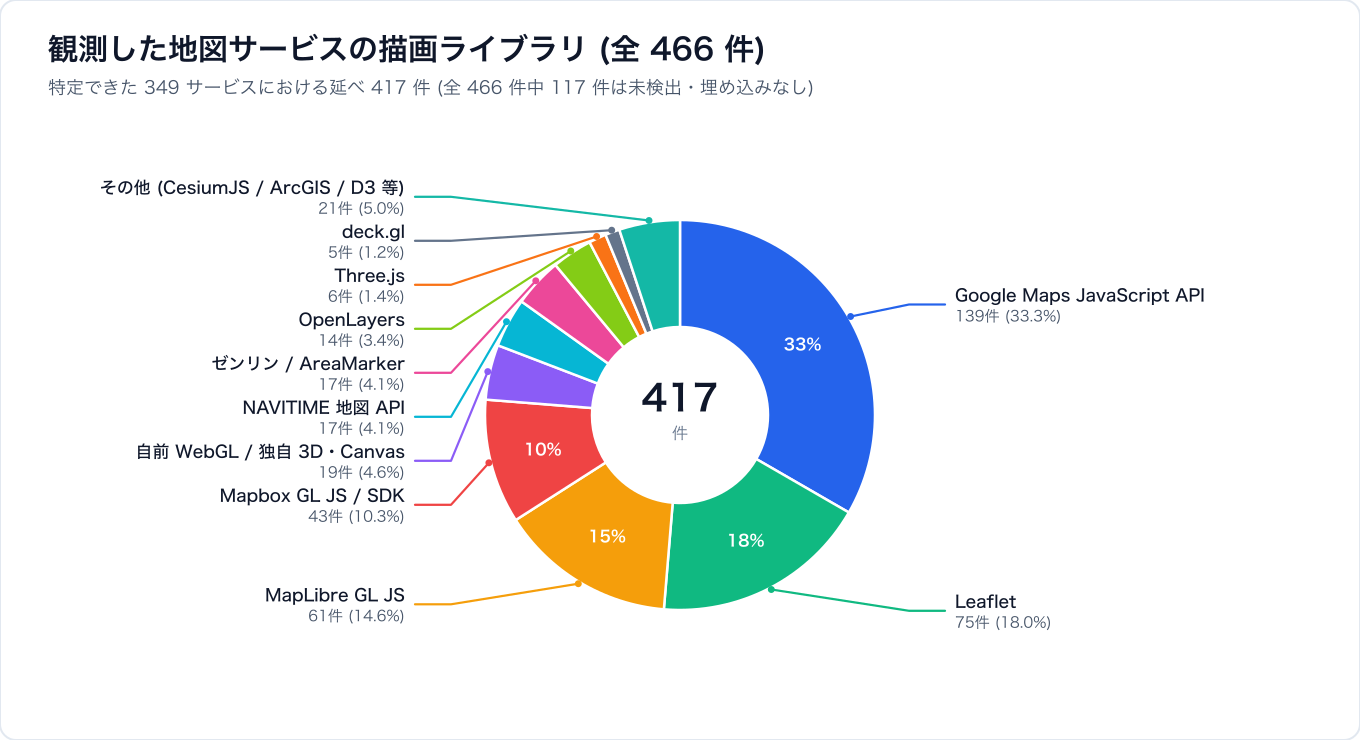 観測した地図サービスの描画ライブラリ (全 466 件)
特定できた 349 サービスにおける延べ 417 件 (全 466 件中 117 件は未検出・埋め込みなし)
その他 (CesiumJS / ArcGIS / D3 等)
21件 (5.0%)
deck.gl
5件 (1.2%)
Three.js
6件 (1.4%)
OpenLayers
14件 (3.4%)
ゼンリン / AreaMarker
17件 (4.1%)
NAVITIME 地図 API
17件 (4.1%)
自前 WebGL / 独自 3D・Canvas
19件 (4.6%)
Mapbox GL JS / SDK
43件 (10.3%)
MapLibre GL JS
61件 (14.6%)
Google Maps JavaScript API
139件 (33.3%)
Leaflet
75件 (18.0%)
33%
18%
15%
10%
417
件